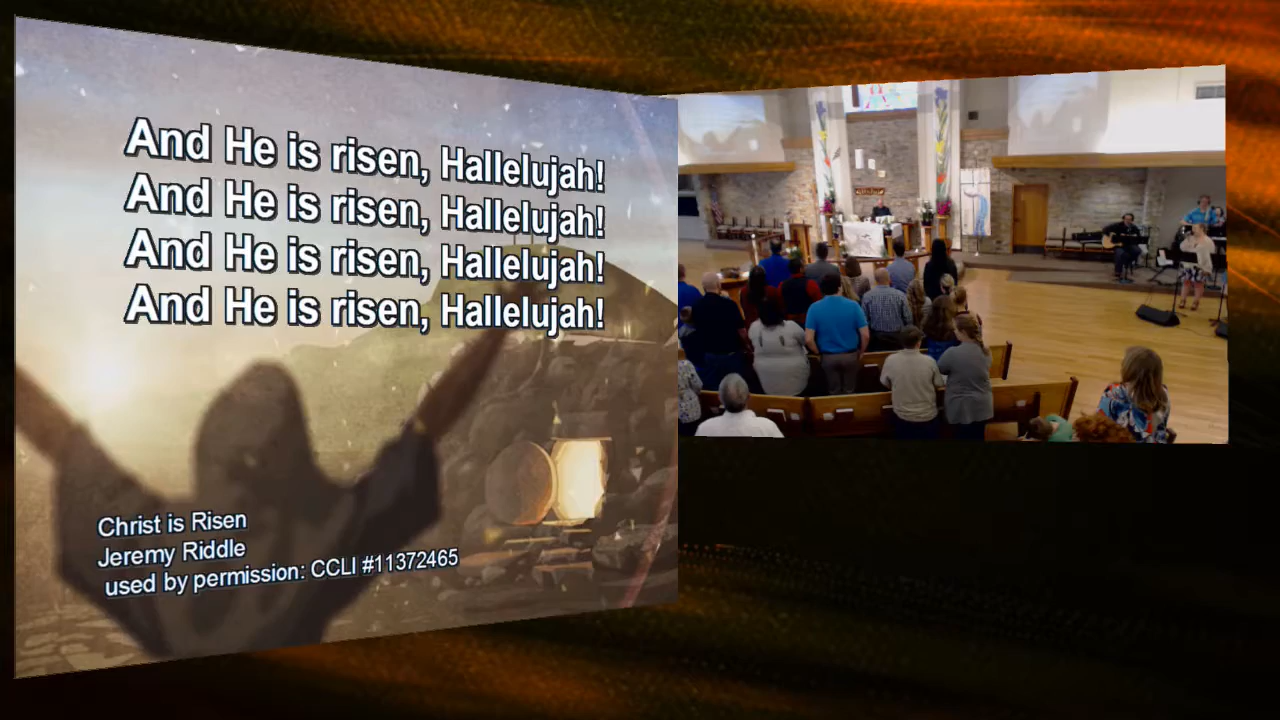 And He is risen, Hallelujah!
And He is risen, Hallelujah!
And He is risen, Hallelujah!
And He is risen, Hallelujah!
Christ is Risen
Jeremy Riddle
used by permission: CCLI #11372465